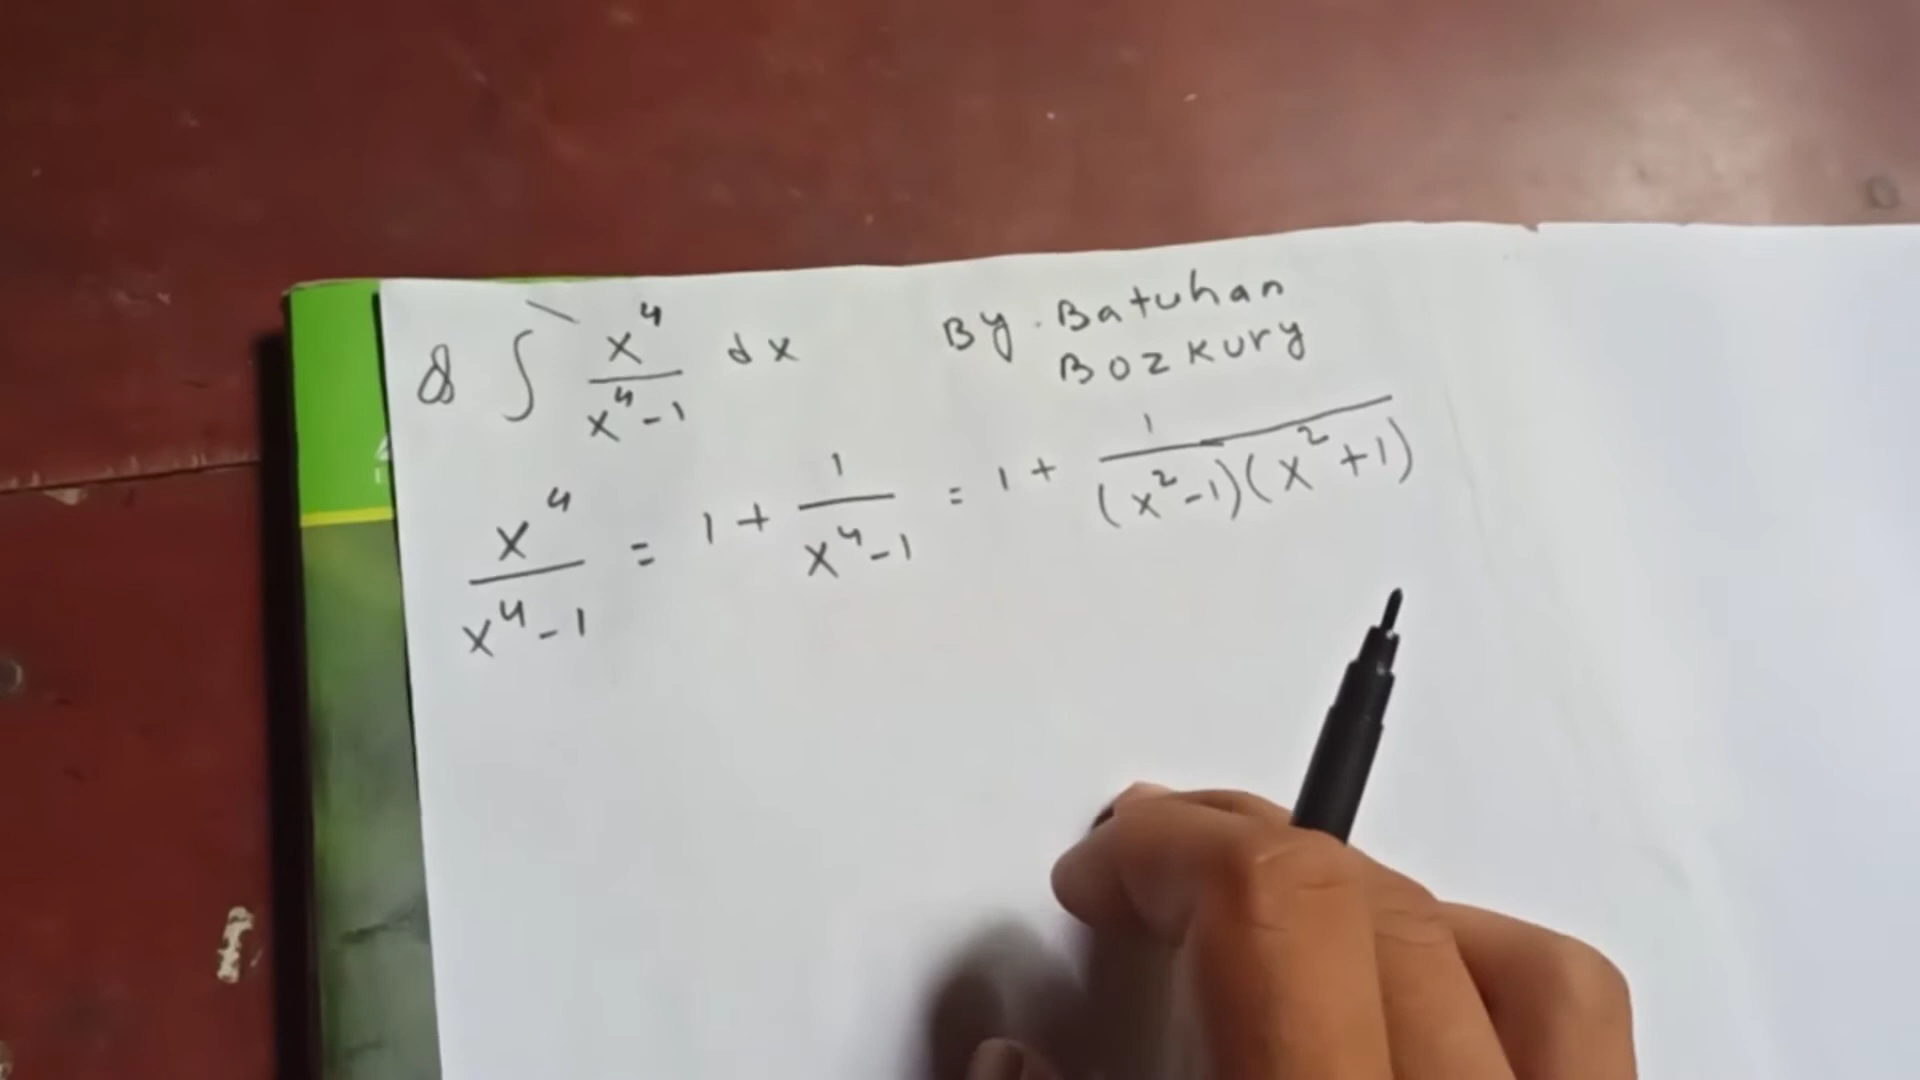 & ∫ x⁴/(x⁴-1) dx
By. Batuhan
Bozkury
x⁴/(x⁴-1) = 1 + 1/(x⁴-1) = 1 + 1/((x²-1)(x²+1))